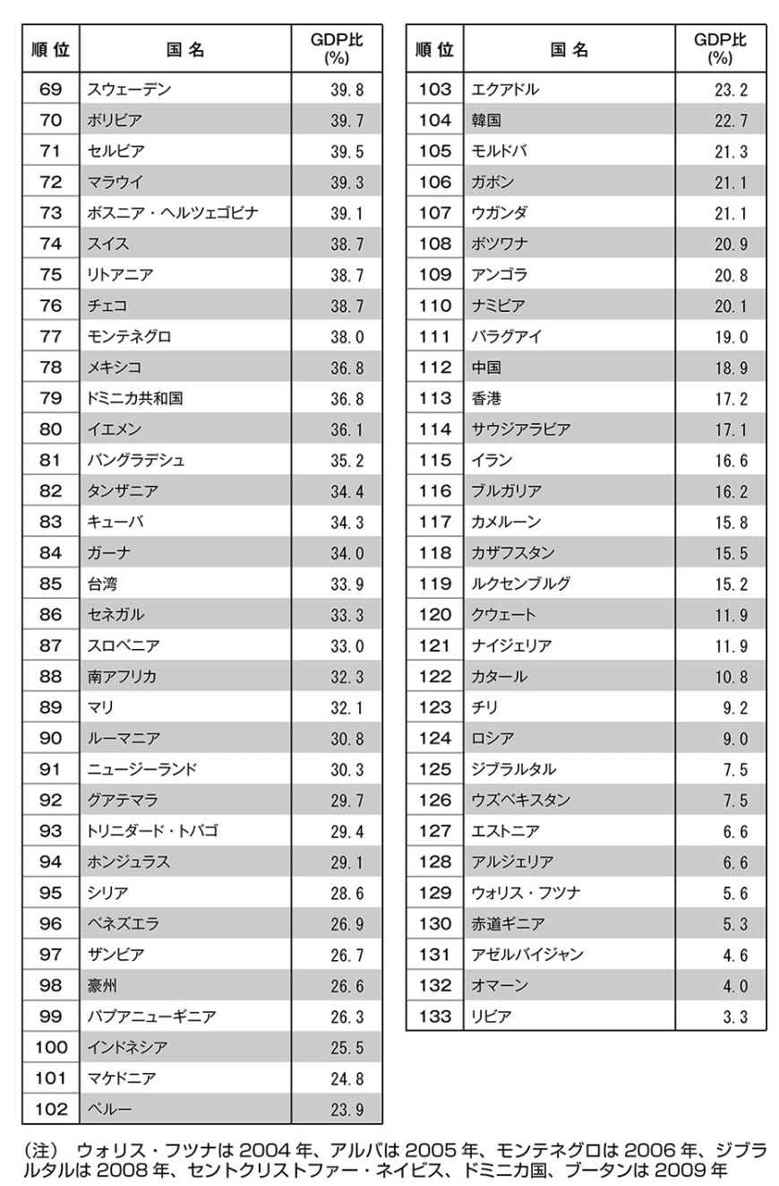 順位 国名 GDP比(%)
69 スウェーデン 39.8
70 ボリビア 39.7
71 セルビア 39.5
72 マラウイ 39.3
73 ボスニア・ヘルツェゴビナ 39.1
74 スイス 38.7
75 リトアニア 38.7
76 チェコ 38.7
77 モンテネグロ 38.0
78 メキシコ 36.8
79 ドミニカ共和国 36.8
80 イエメン 36.1
81 バングラデシュ 35.2
82 タンザニア 34.4
83 キューバ 34.3
84 ガーナ 34.0
85 台湾 33.9
86 セネガル 33.3
87 スロベニア 33.0
88 南アフリカ 32.3
89 マリ 32.1
90 ルーマニア 30.8
91 ニュージーランド 30.3
92 グアテマラ 29.7
93 トリニダード・トバゴ 29.4
94 ホンジュラス 29.1
95 シリア 28.6
96 ベネズエラ 26.9
97 ザンビア 26.7
98 豪州 26.6
99 パプアニューギニア 26.3
100 インドネシア 25.5
101 マケドニア 24.8
102 ペルー 23.9
順位 国名 GDP比(%)
103 エクアドル 23.2
104 韓国 22.7
105 モルドバ 21.3
106 ガボン 21.1
107 ウガンダ 21.1
108 ボツワナ 20.9
109 アンゴラ 20.8
110 ナミビア 20.1
111 パラグアイ 19.0
112 中国 18.9
113 香港 17.2
114 サウジアラビア 17.1
115 イラン 16.6
116 ブルガリア 16.2
117 カメルーン 15.8
118 カザフスタン 15.5
119 ルクセンブルグ 15.2
120 クウェート 11.9
121 ナイジェリア 11.9
122 カタール 10.8
123 チリ 9.2
124 ロシア 9.0
125 ジブラルタル 7.5
126 ウズベキスタン 7.5
127 エストニア 6.6
128 アルジェリア 6.6
129 ウォリス・フツナ 5.6
130 赤道ギニア 5.3
131 アゼルバイジャン 4.6
132 オマーン 4.0
133 リビア 3.3
（注） ウォリス・フツナは2004年、アルバは2005年、モンテネグロは2006年、ジブラ
ルタルは2008年、セントクリストファー・ネイビス、ドミニカ国、ブータンは2009年